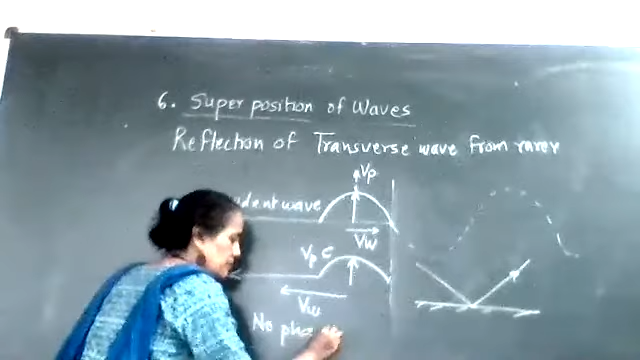 6. Super position of Waves
Reflection of Transverse wave from rarer
Vp
dent wave
Vw
Vp
Vw
No pha